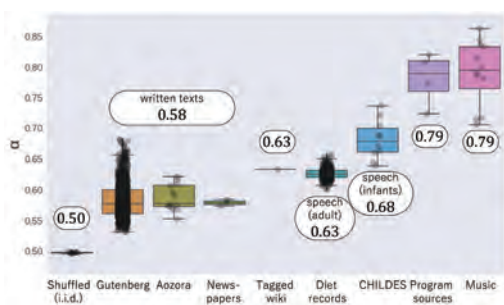 α
0.85
0.80
0.75
0.70
0.65
0.60
0.55
0.50
written texts
0.58
0.50
0.63
speech
(adult)
0.63
speech
(infants)
0.68
0.79
0.79
Shuffled
(i.i.d.)
Gutenberg
Aozora
News-
papers
Tagged
wiki
Diet
records
CHILDES
Program
sources
Music